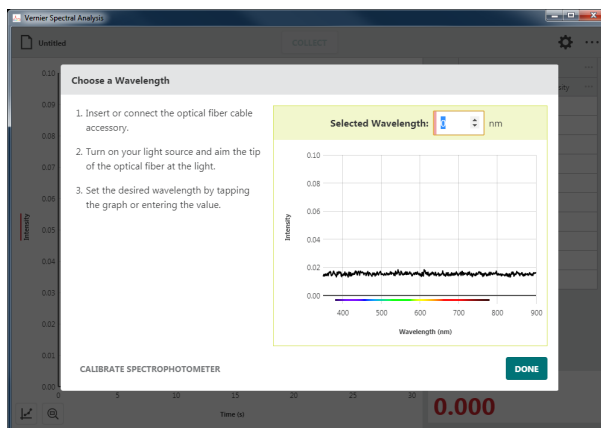 Vernier Spectral Analysis
Untitled
COLLECT
Choose a Wavelength
1. Insert or connect the optical fiber cable
accessory.
2. Turn on your light source and aim the tip
of the optical fiber at the light.
3. Set the desired wavelength by tapping
the graph or entering the value.
Selected Wavelength: 0 nm
0.10
0.08
0.06
0.04
0.02
0.00
Intensity
400 500 600 700 800 900
Wavelength (nm)
CALIBRATE SPECTROPHOTOMETER
DONE
0.10
0.09
0.08
0.07
0.06
0.05
0.04
0.03
0.02
0.01
0.00
Intensity
0 5 10 15 20 25 30
Time (s)
0.000